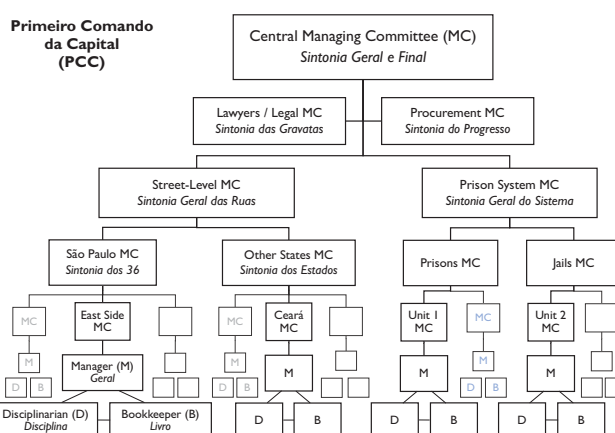 Primeiro Comando
da Capital
(PCC)
Central Managing Committee (MC)
Sintonia Geral e Final
Lawyers / Legal MC
Sintonia das Gravatas
Procurement MC
Sintonia do Progresso
Street-Level MC
Sintonia Geral das Ruas
Prison System MC
Sintonia Geral do Sistema
São Paulo MC
Sintonia dos 36
Other States MC
Sintonia dos Estados
Prisons MC
Jails MC
MC
East Side
MC
MC
Ceará
MC
Unit 1
MC
MC
Unit 2
MC
M
Manager (M)
Geral
M
M
M
M
M
D B
D B
D B
Disciplinarian (D)
Disciplina
Bookkeeper (B)
Livro
D B
D B
D B